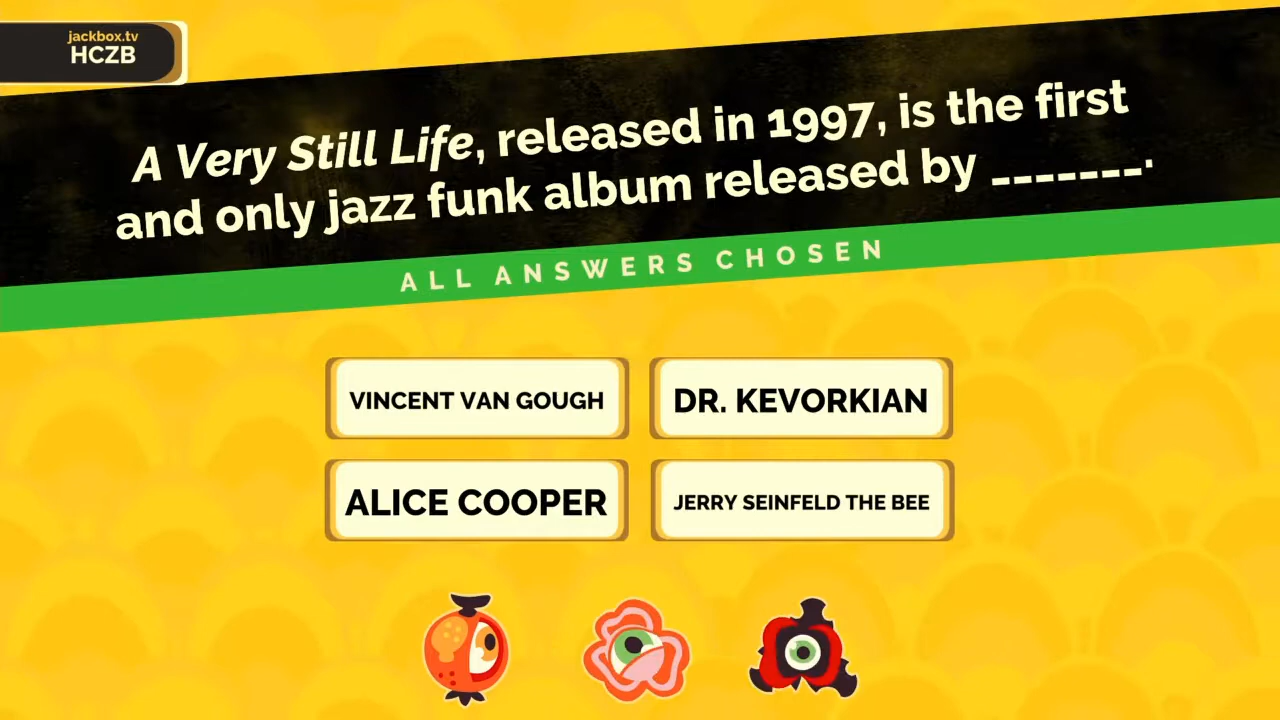 jackbox.tv
HCZB
A Very Still Life, released in 1997, is the first
and only jazz funk album released by _______.
ALL ANSWERS CHOSEN
VINCENT VAN GOUGH
DR. KEVORKIAN
ALICE COOPER
JERRY SEINFELD THE BEE